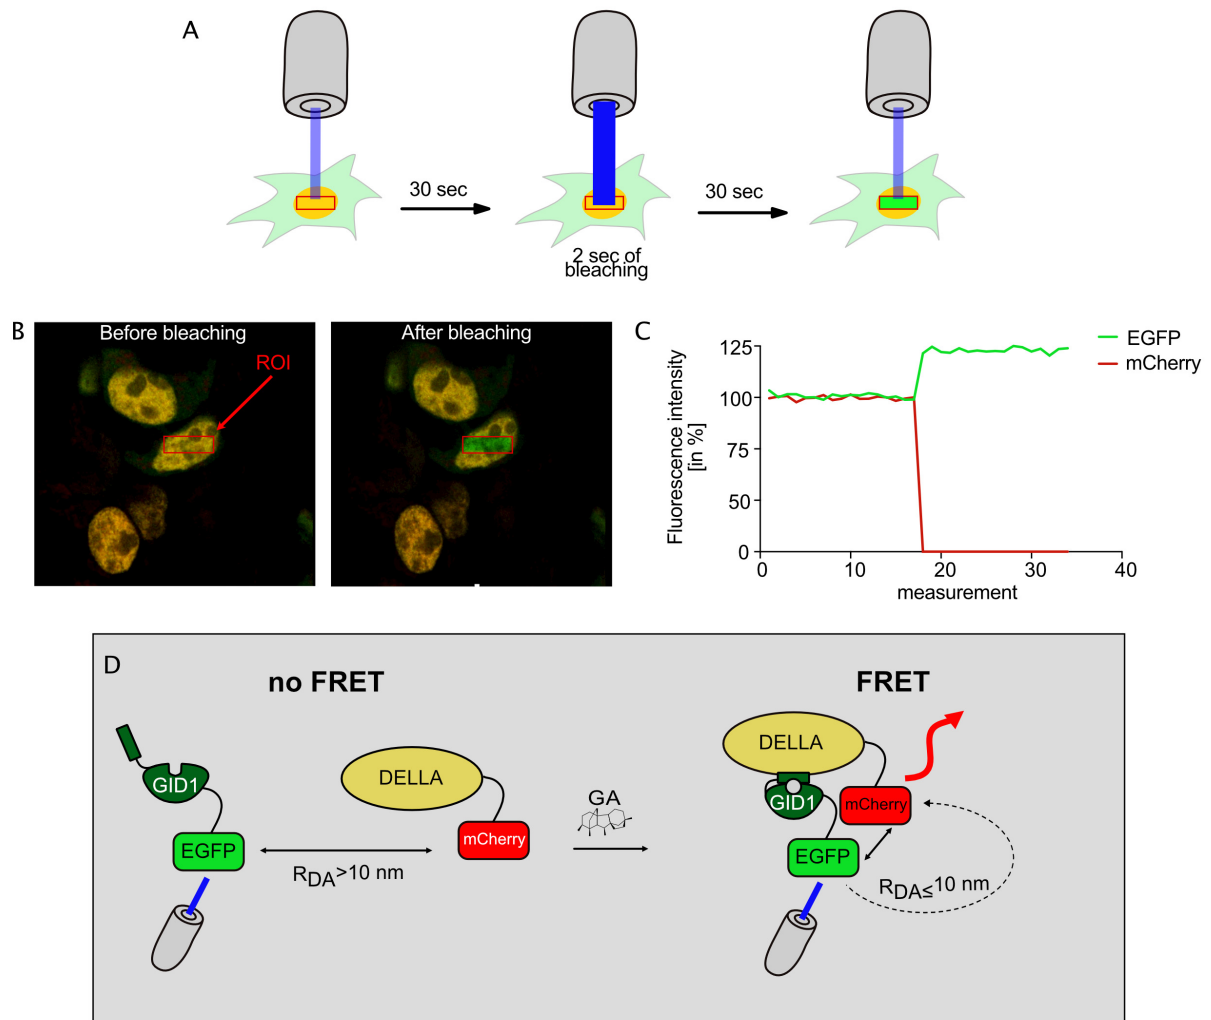 A
30 sec
30 sec
2 sec of
bleaching
B
Before bleaching
ROI
After bleaching
C
EGFP
mCherry
Fluorescence intensity
[in %]
125
100
75
50
0
0
10
20
30
40
measurement
D
no FRET
FRET
GID1
DELLA
EGFP
mCherry
RDA>10 nm
GA
DELLA
GID1
mCherry
EGFP
RDA≤10 nm